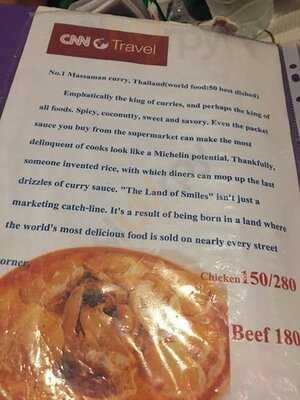 CNN Travel
No.1 Massaman curry, Thailand(world food:50 best dished)
Emphatically the king of curries, and perhaps the king
of all foods. Spicy, coconutty, sweet and savory. Even the packet
sauce you buy from the supermarket can make the most
delinquent of cooks look like a Michelin potential. Thankfully,
someone invented rice, with which diners can mop up the last
drizzles of curry sauce. "The Land of Smiles" isn't just a
marketing catch-line. It's a result of being born in a land where
the world's most delicious food is sold on nearly every street
corner
Chicken 150/280
Beef 180